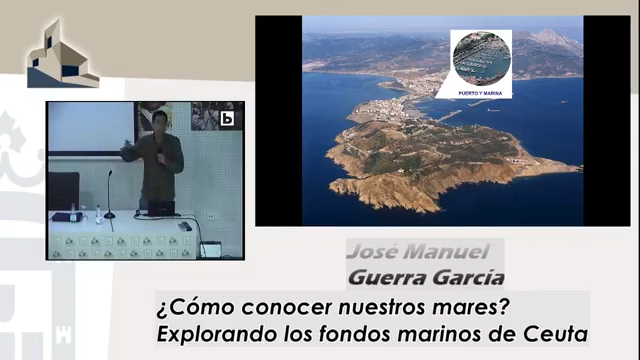 PUERTO Y MARINA
b
José Manuel
Guerra García
¿Cómo conocer nuestros mares?
Explorando los fondos marinos de Ceuta